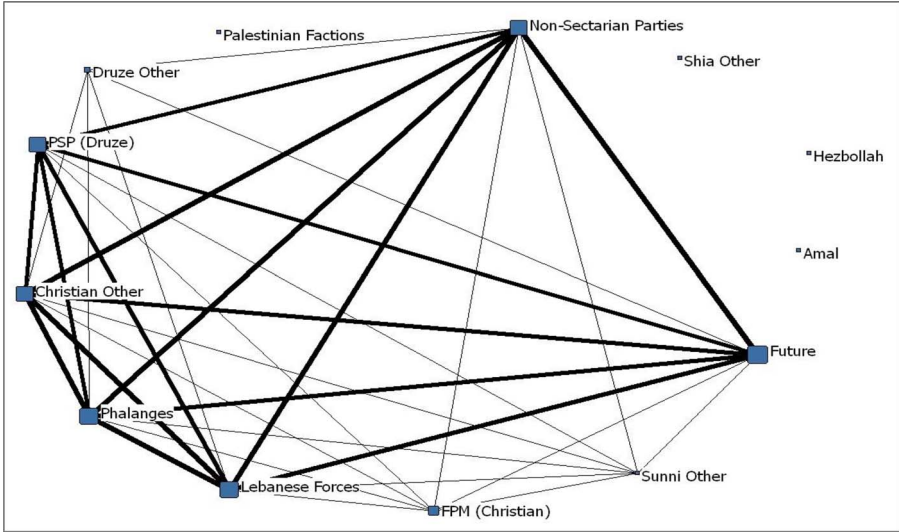 Non-Sectarian Parties
Palestinian Factions
Shia Other
Druze Other
PSP (Druze)
Hezbollah
Amal
Christian Other
Future
Phalanges
Sunni Other
Lebanese Forces
FPM (Christian)